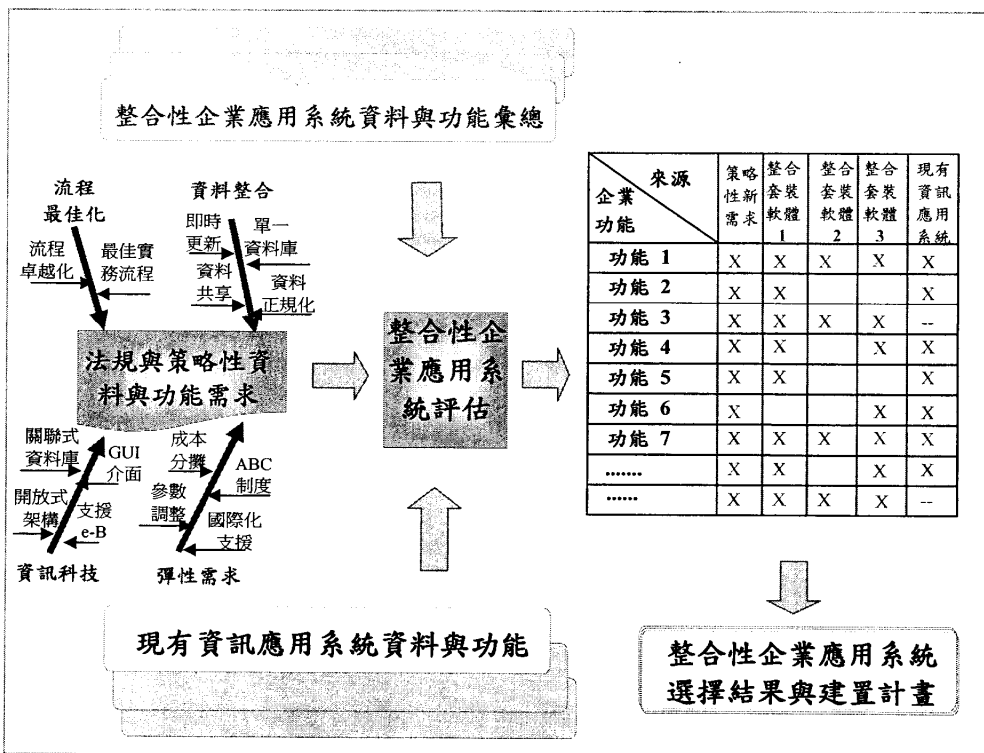 整合性企業應用系統資料與功能彙總
流程
最佳化
流程
卓越化
最佳實
務流程
資料整合
即時
更新
單一
資料庫
資料
共享
資料
正規化
法規與策略性資
料與功能需求
關聯式
資料庫
GUI
介面
開放式
架構
支援
e-B
資訊科技
成本
分攤
ABC
制度
參數
調整
國際化
支援
彈性需求
整合性企
業應用系
統評估
現有資訊應用系統資料與功能
來源
企業
功能
策略
性新
需求
整合
套裝
軟體
1
整合
套裝
軟體
2
整合
套裝
軟體
3
現有
資訊
應用
系統
功能 1 X X X X X
功能 2 X X X
功能 3 X X X X --
功能 4 X X X X
功能 5 X X X
功能 6 X X X
功能 7 X X X X X
....... X X X X
...... X X X X --
整合性企業應用系統
選擇結果與建置計畫